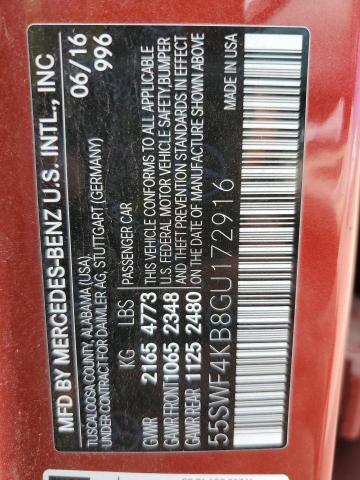 MFD BY MERCEDES-BENZ U.S. INTL., INC
TUSCALOOSA COUNTY, ALABAMA (USA), 06/16
CONTRACTOR FOR DAIMLER AG, STUTTGART (GERMANY) 996
PASSENGER CAR
KG LBS
THIS VEHICLE CONFORMS TO ALL APPLICABLE
GVWR 2165 4773
U.S. FEDERAL MOTOR VEHICLE SAFETY, BUMPER
GAWR FRONT 1065 2348
AND THEFT PREVENTION STANDARDS IN EFFECT
GAWR REAR 1125 2480
ON THE DATE OF MANUFACTURE SHOWN ABOVE
55SWF4KB8GU172916
MADE IN USA